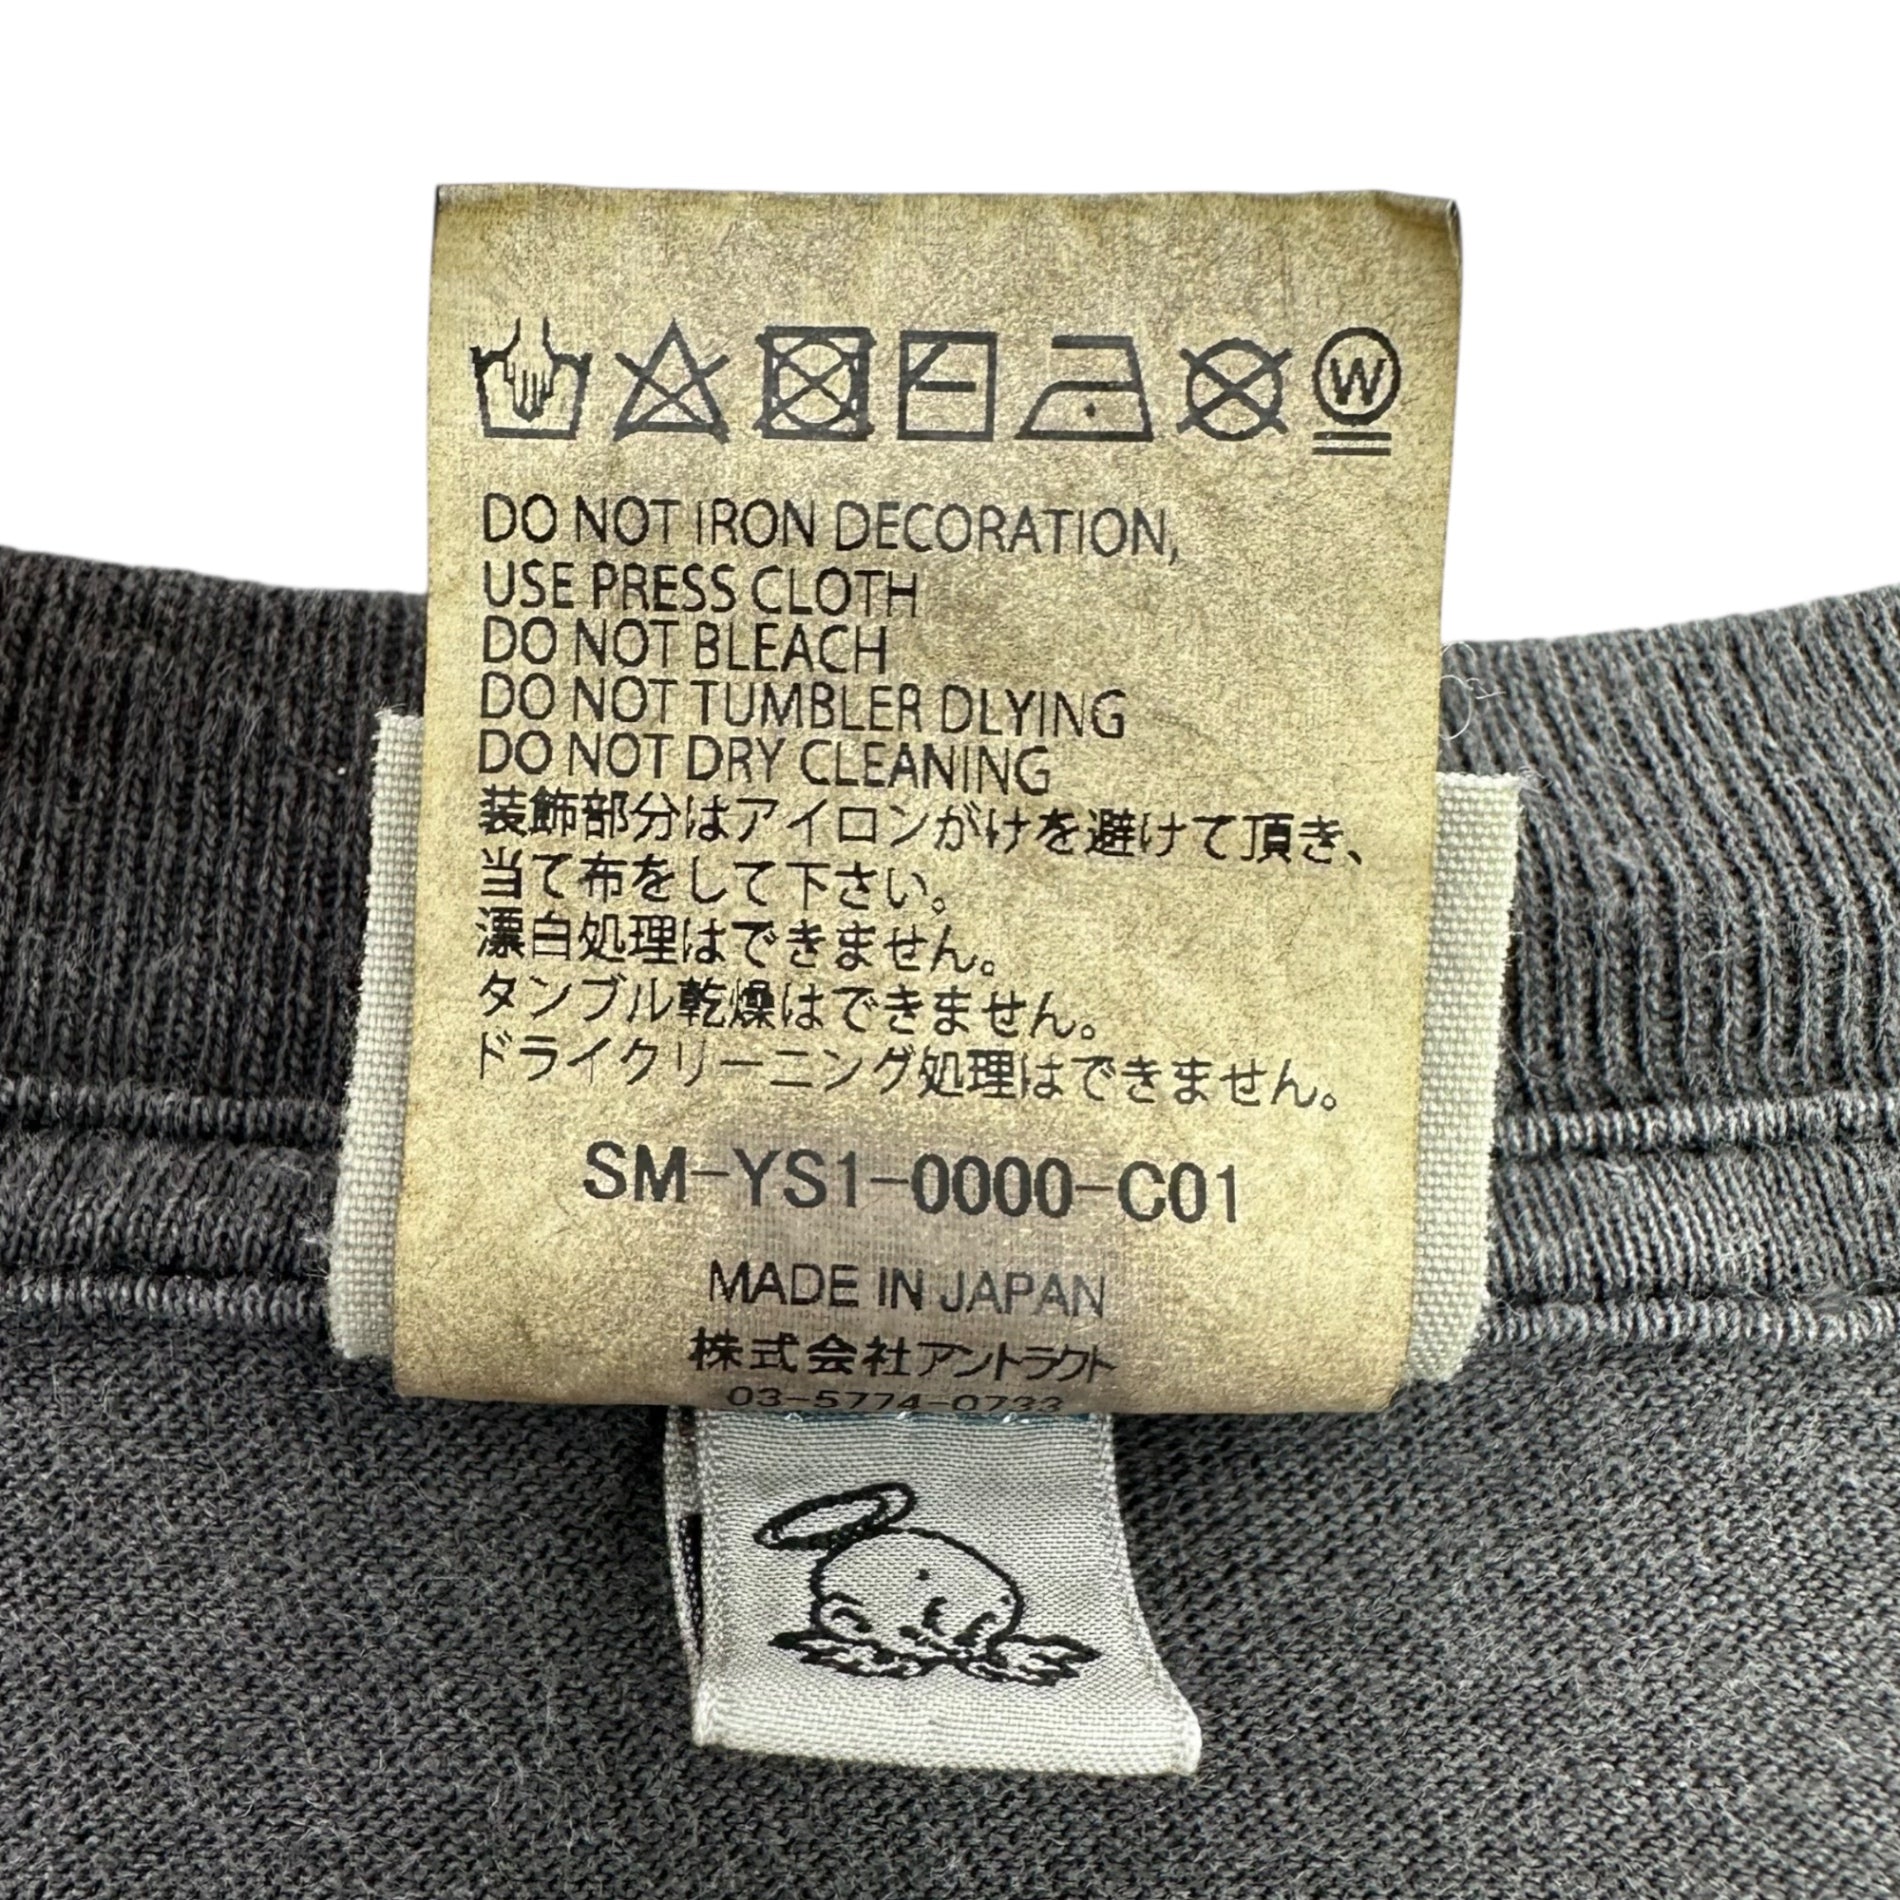 W
DO NOT IRON DECORATION,
USE PRESS CLOTH
DO NOT BLEACH
DO NOT TUMBLER DLYING
DO NOT DRY CLEANING
装飾部分はアイロンがけを避けて頂き、
当て布をして下さい。
漂白処理はできません。
タンブル乾燥はできません。
ドライクリーニング処理はできません。
SM-YS1-0000-C01
MADE IN JAPAN
株式会社アントラクト
03-5774-0733